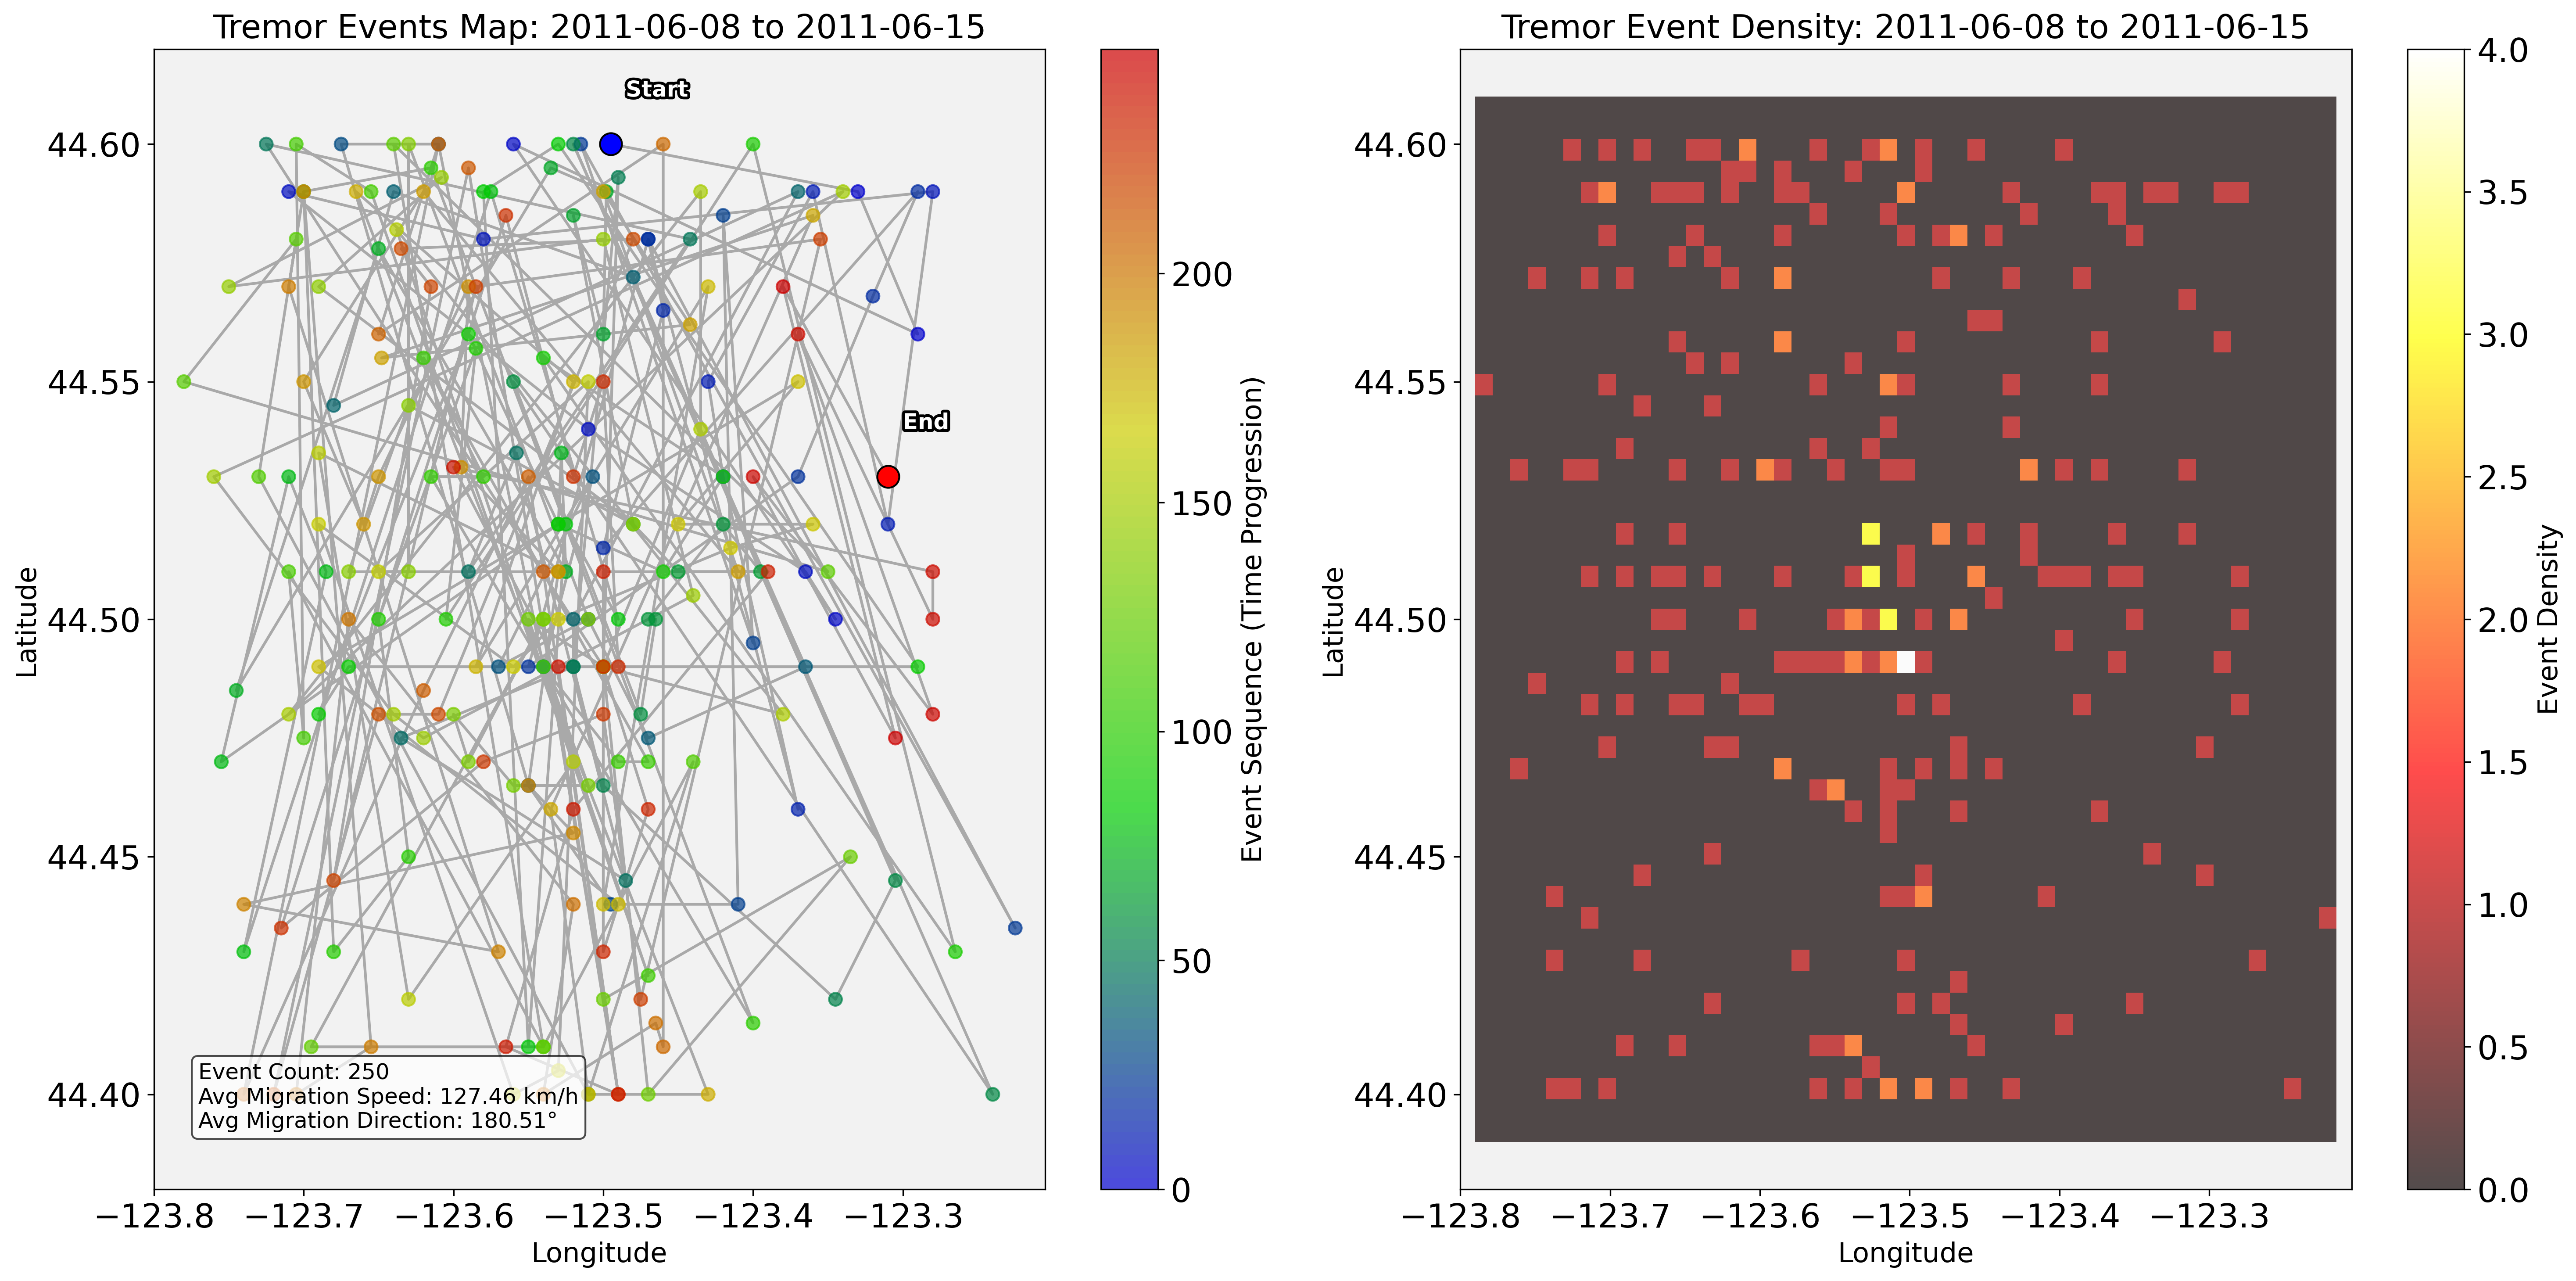 Tremor Events Map: 2011-06-08 to 2011-06-15
Start
End
44.60
44.55
44.50
44.45
44.40
Latitude
Event Count: 250
Avg Migration Speed: 127.46 km/h
Avg Migration Direction: 180.51°
−123.8
−123.7
−123.6
−123.5
−123.4
−123.3
Longitude
200
150
100
50
0
Event Sequence (Time Progression)
Tremor Event Density: 2011-06-08 to 2011-06-15
44.60
44.55
44.50
44.45
44.40
Latitude
−123.8
−123.7
−123.6
−123.5
−123.4
−123.3
Longitude
4.0
3.5
3.0
2.5
2.0
1.5
1.0
0.5
0.0
Event Density